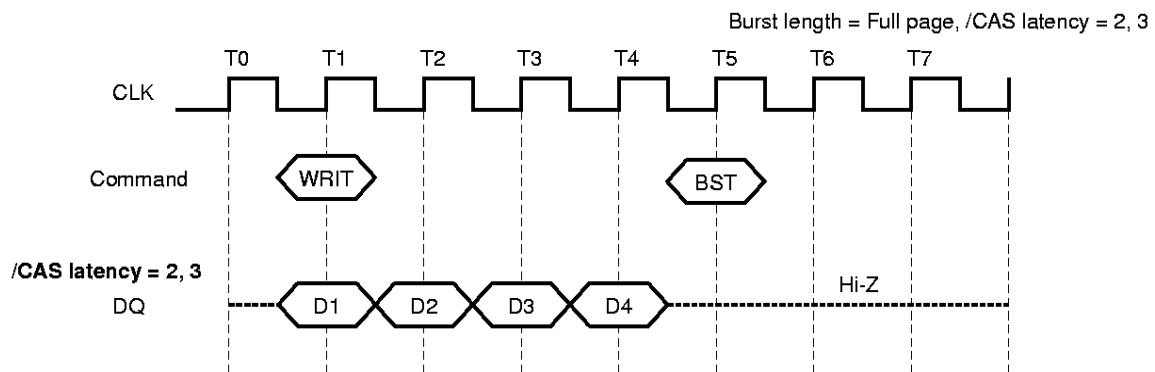 Burst length = Full page, /CAS latency = 2, 3
T0 T1 T2 T3 T4 T5 T6 T7
CLK
Command WRIT BST
/CAS latency = 2, 3
Hi-Z
DQ D1 D2 D3 D4